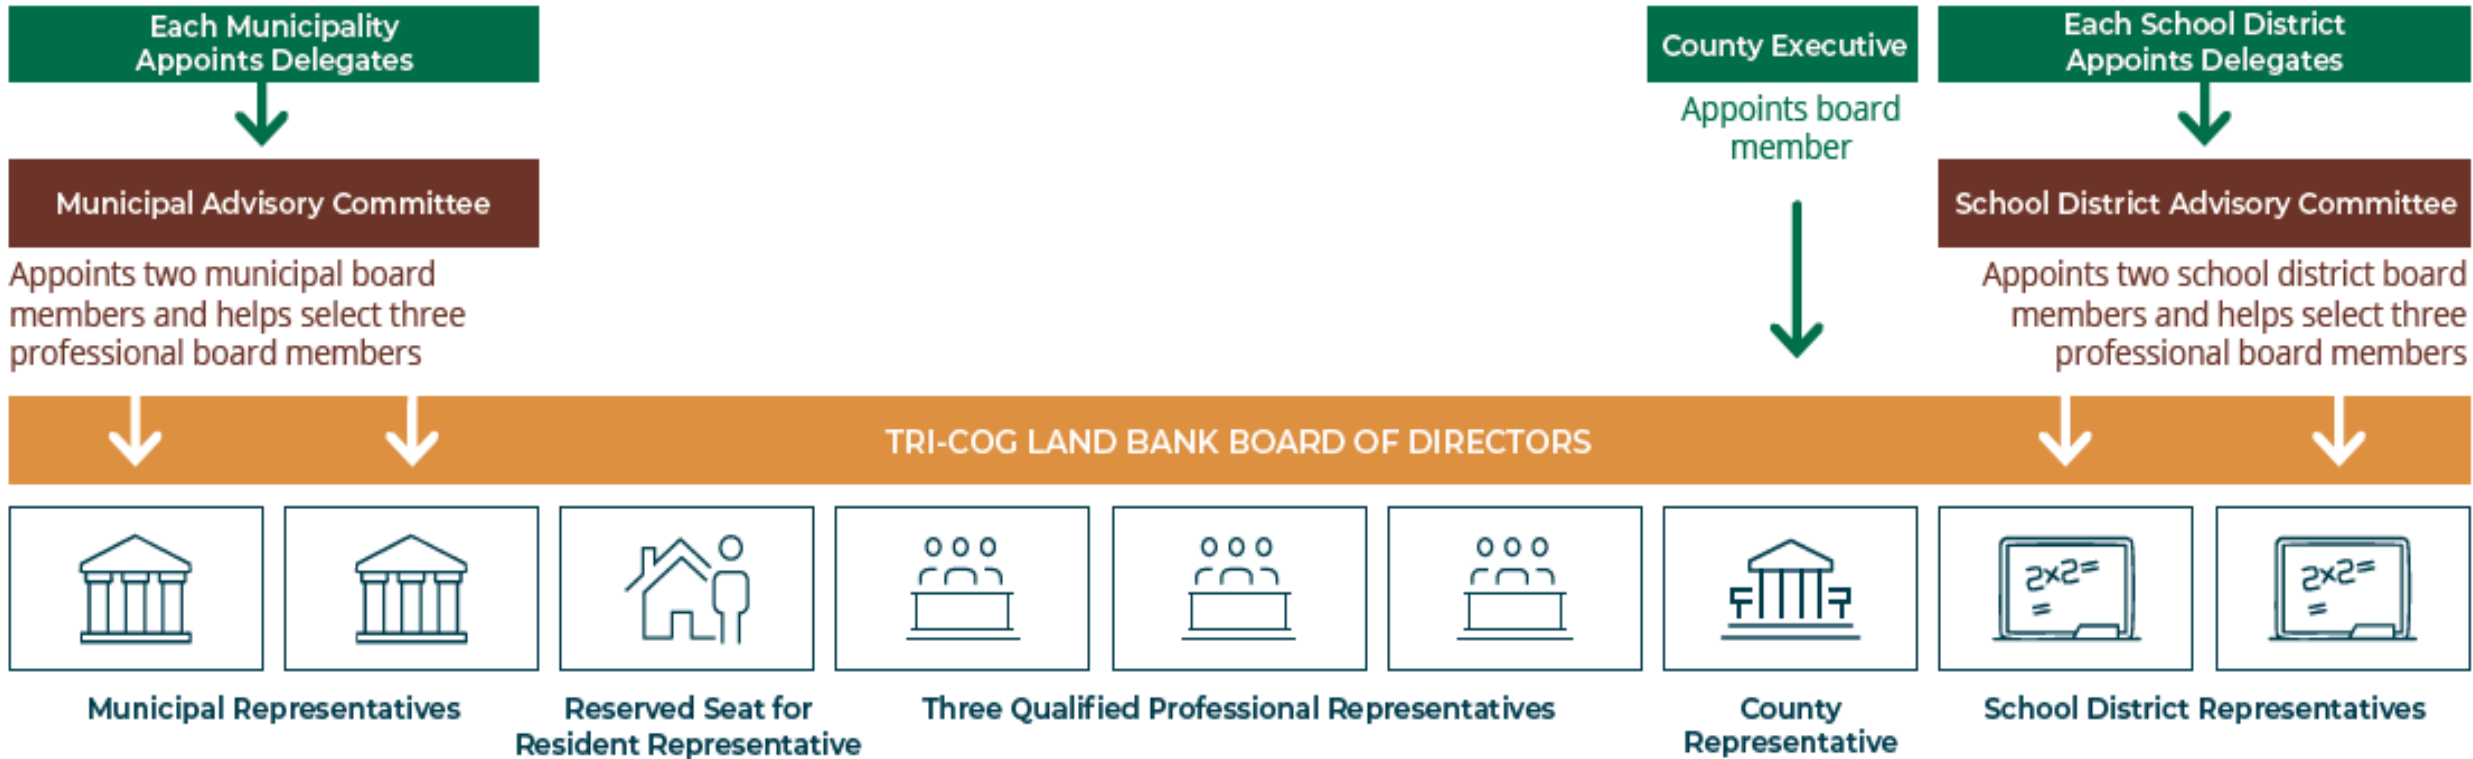 Each Municipality
Appoints Delegates
County Executive
Each School District
Appoints Delegates
Appoints board
member
Municipal Advisory Committee
School District Advisory Committee
Appoints two municipal board
members and helps select three
professional board members
Appoints two school district board
members and helps select three
professional board members
TRI-COG LAND BANK BOARD OF DIRECTORS
2x2=
=
2x2=
=
Municipal Representatives
Reserved Seat for
Resident Representative
Three Qualified Professional Representatives
County
Representative
School District Representatives